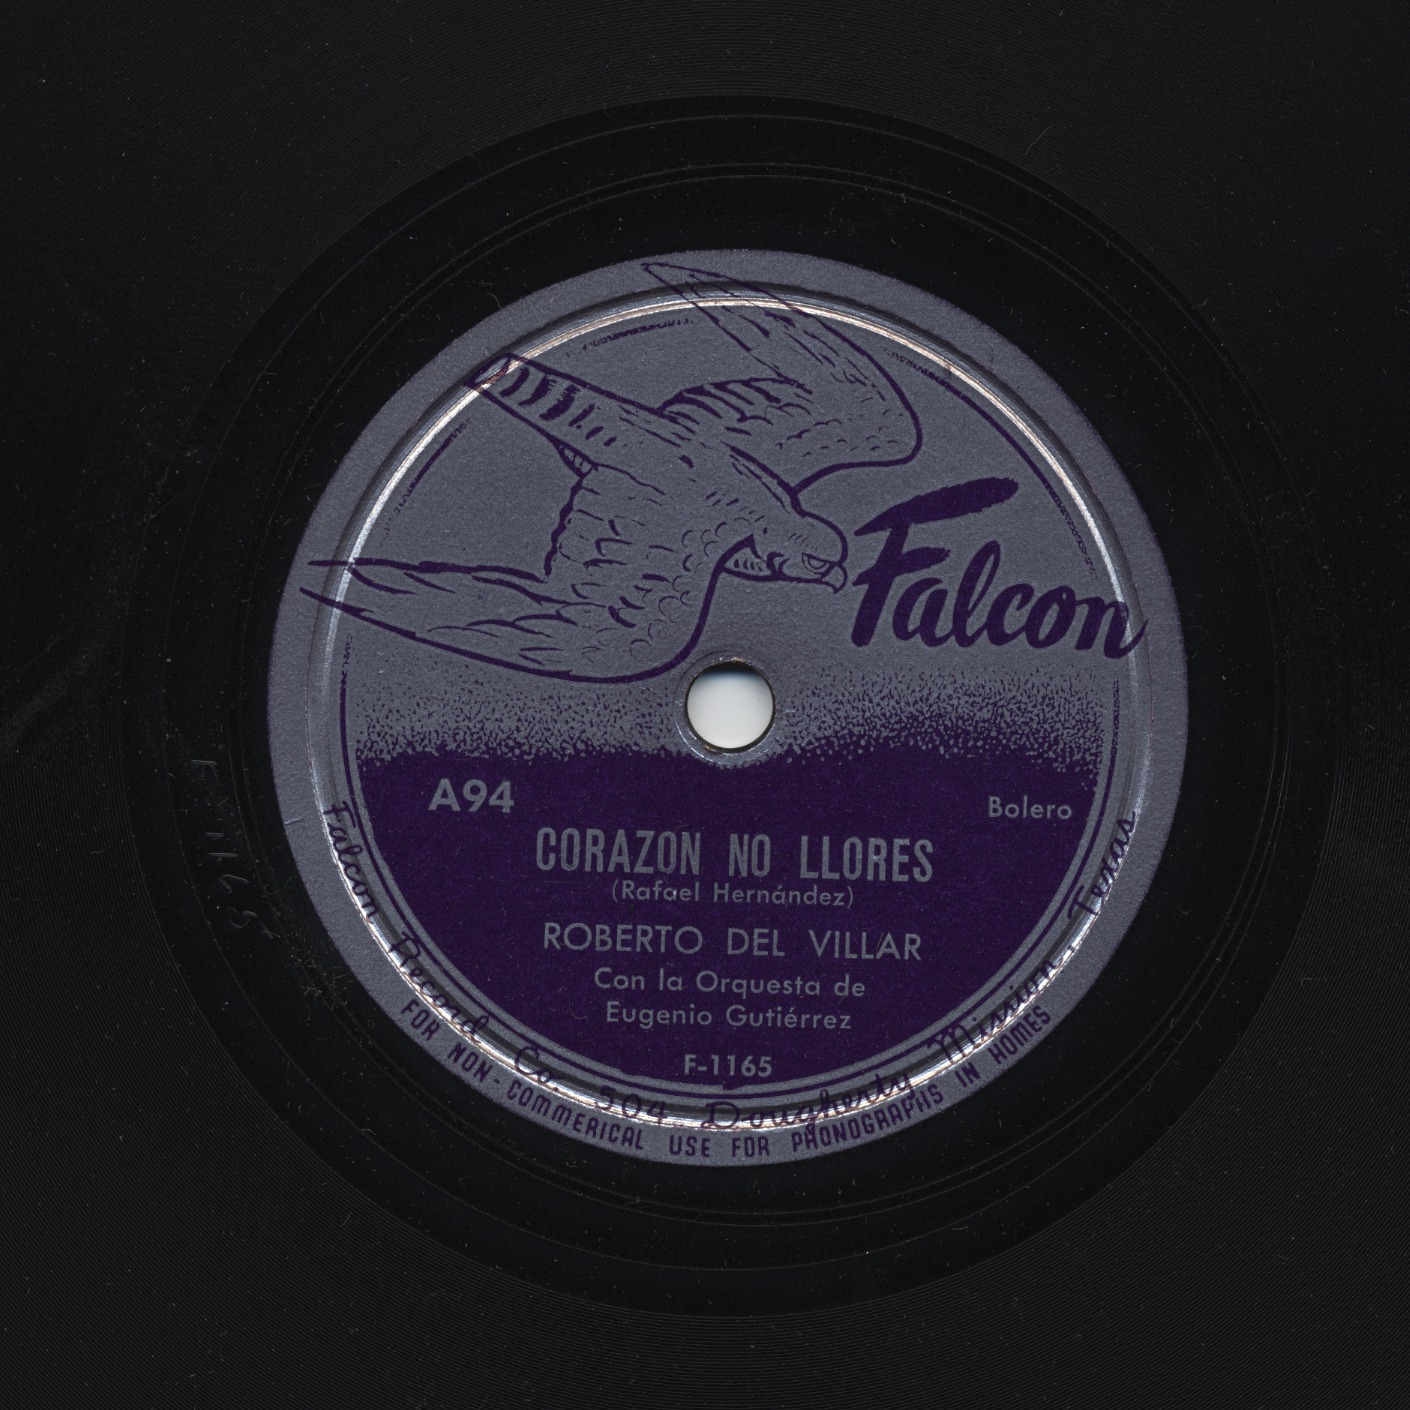 Falcon
A94
Bolero
CORAZON NO LLORES
(Rafael Hernández)
ROBERTO DEL VILLAR
Con la Orquesta de
Eugenio Gutiérrez
F-1165
Falcon Record Co. 504 Dougherty, Mission, Texas
FOR NON-COMMERICAL USE FOR PHONOGRAPHS IN HOMES
F-1165